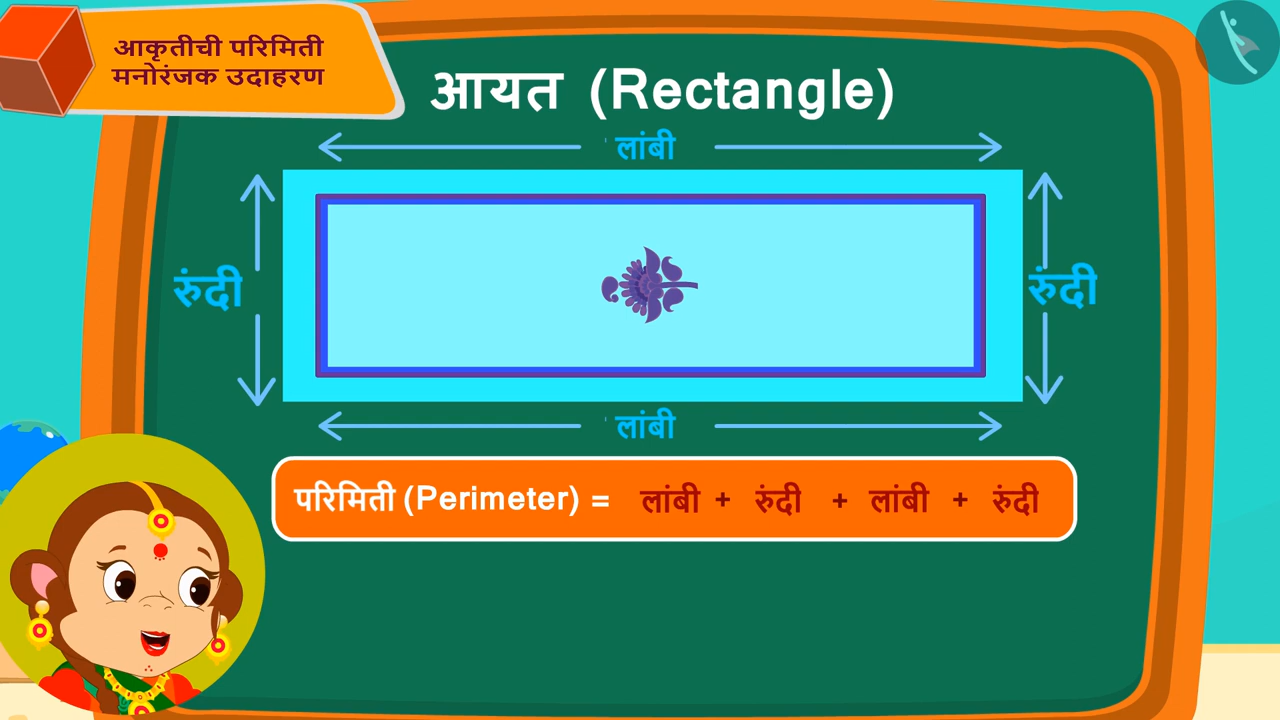 आकृतीची परिमिती
मनोरंजक उदाहरण
आयत (Rectangle)
लांबी
रुंदी
रुंदी
लांबी
परिमिती (Perimeter) = लांबी + रुंदी + लांबी + रुंदी